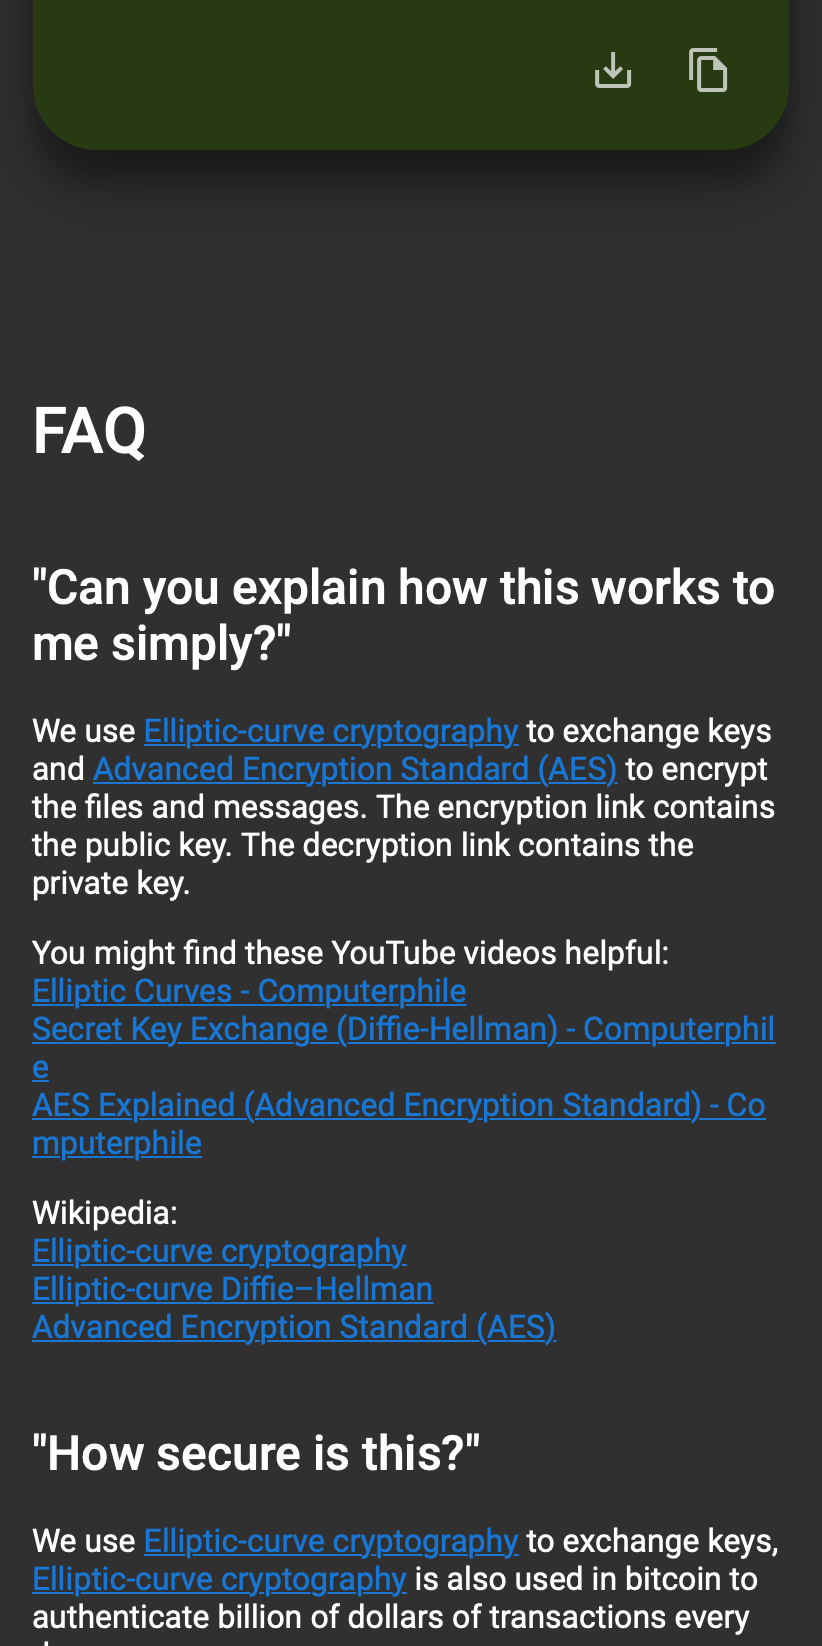 FAQ
"Can you explain how this works to
me simply?"
We use Elliptic-curve cryptography to exchange keys
and Advanced Encryption Standard (AES) to encrypt
the files and messages. The encryption link contains
the public key. The decryption link contains the
private key.
You might find these YouTube videos helpful:
Elliptic Curves - Computerphile
Secret Key Exchange (Diffie-Hellman) - Computerphil
e
AES Explained (Advanced Encryption Standard) - Co
mputerphile
Wikipedia:
Elliptic-curve cryptography
Elliptic-curve Diffie–Hellman
Advanced Encryption Standard (AES)
"How secure is this?"
We use Elliptic-curve cryptography to exchange keys,
Elliptic-curve cryptography is also used in bitcoin to
authenticate billion of dollars of transactions every